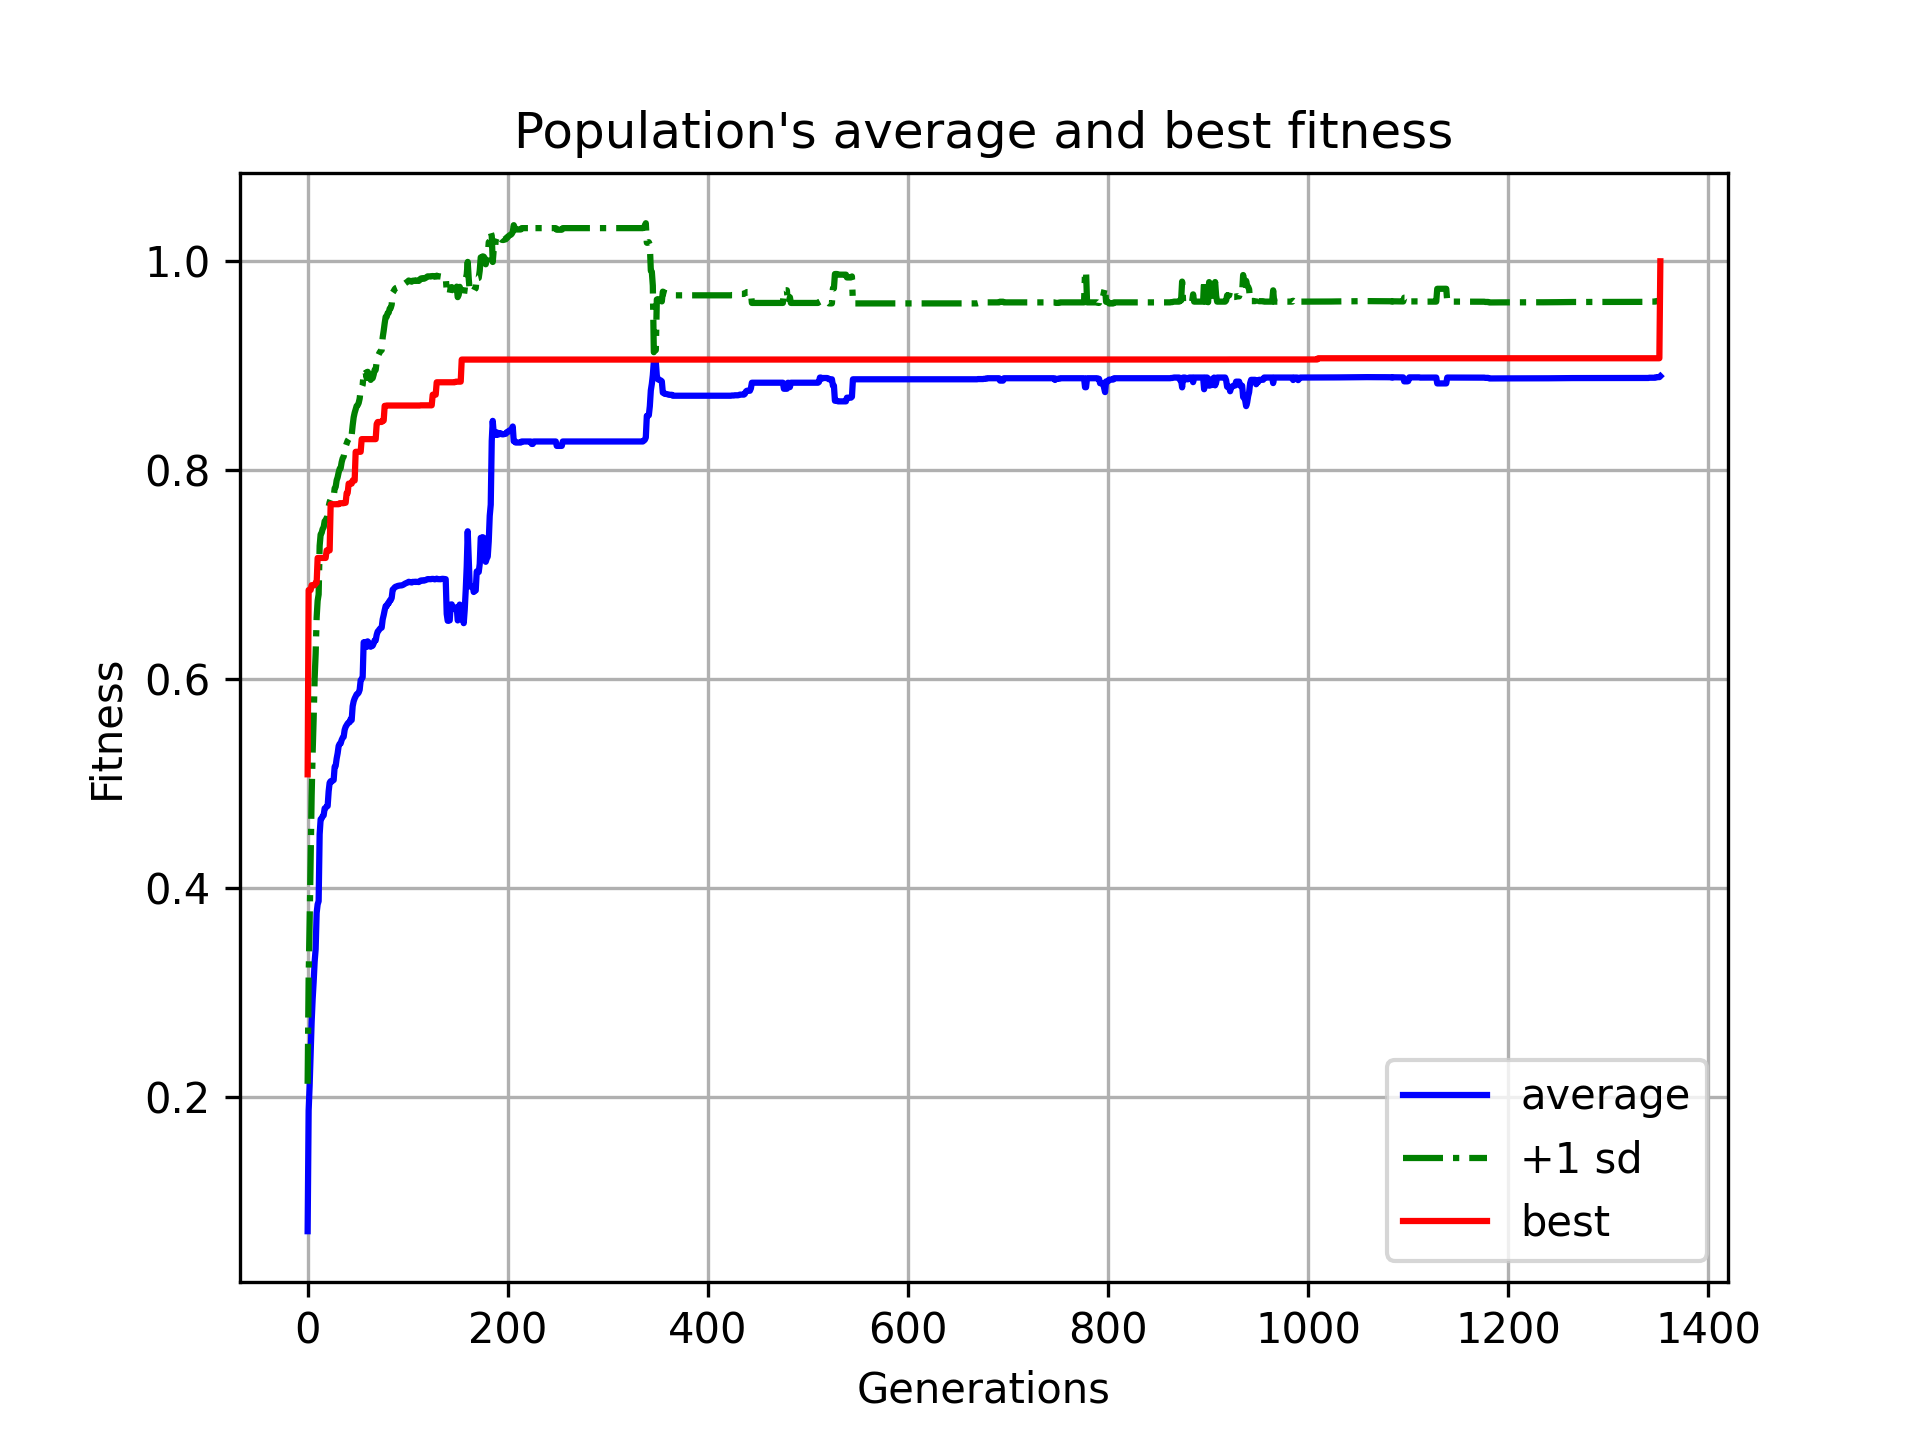 Population's average and best fitness
1.0
0.8
0.6
0.4
0.2
Fitness
0 200 400 600 800 1000 1200 1400
Generations
average
+1 sd
best